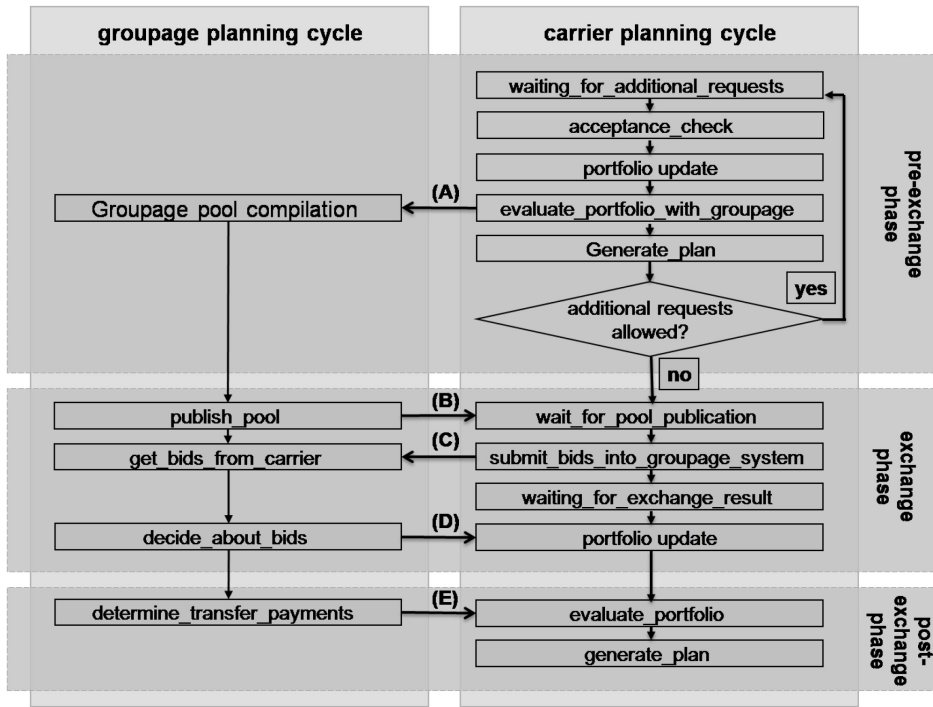 groupage planning cycle
carrier planning cycle
waiting_for_additional_requests
acceptance_check
portfolio update
(A)
Groupage pool compilation
evaluate_portfolio_with_groupage
Generate_plan
yes
additional requests
allowed?
no
pre-exchange
phase
(B)
publish_pool
wait_for_pool_publication
(C)
get_bids_from_carrier
submit_bids_into_groupage_system
waiting_for_exchange_result
(D)
decide_about_bids
portfolio update
exchange
phase
(E)
determine_transfer_payments
evaluate_portfolio
generate_plan
post-
exchange
phase